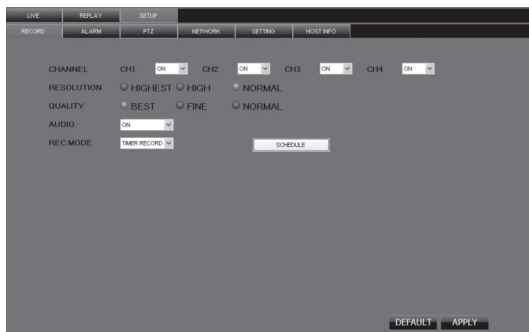 LIVE REPLAY SETUP
RECORD ALARM PTZ NETWORK SETTING HOST INFO
CHANNEL CH1 ON CH2 ON CH3 ON CH4 ON
RESOLUTION HIGHEST HIGH NORMAL
QUALITY BEST FINE NORMAL
AUDIO ON
REC.MODE TIMER RECORD SCHEDULE
DEFAULT APPLY